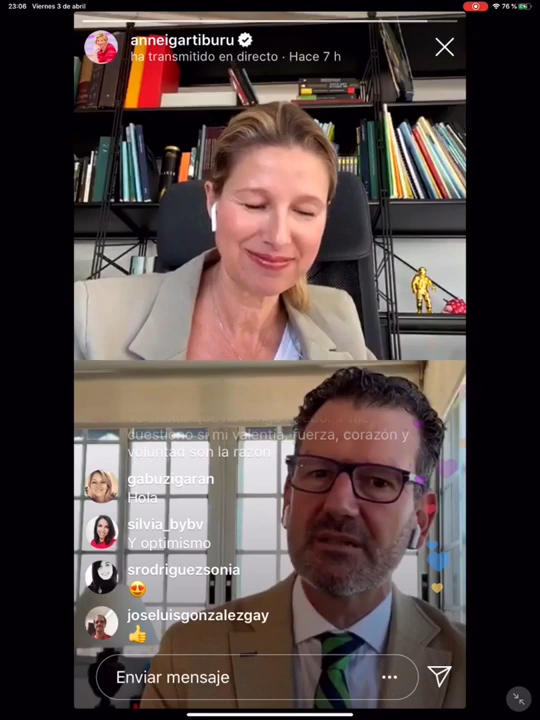 23:06 Viernes 3 de abril
76 %
anneigartiburu
ha transmitido en directo · Hace 7 h
cuestiono si mi valentía, fuerza, corazón y
voluntad son la razón
gabuzigaran
Hola
silvia_bybv
Y optimismo
srodriguezsonia
😍
joseluisgonzalezgay
👍
Enviar mensaje